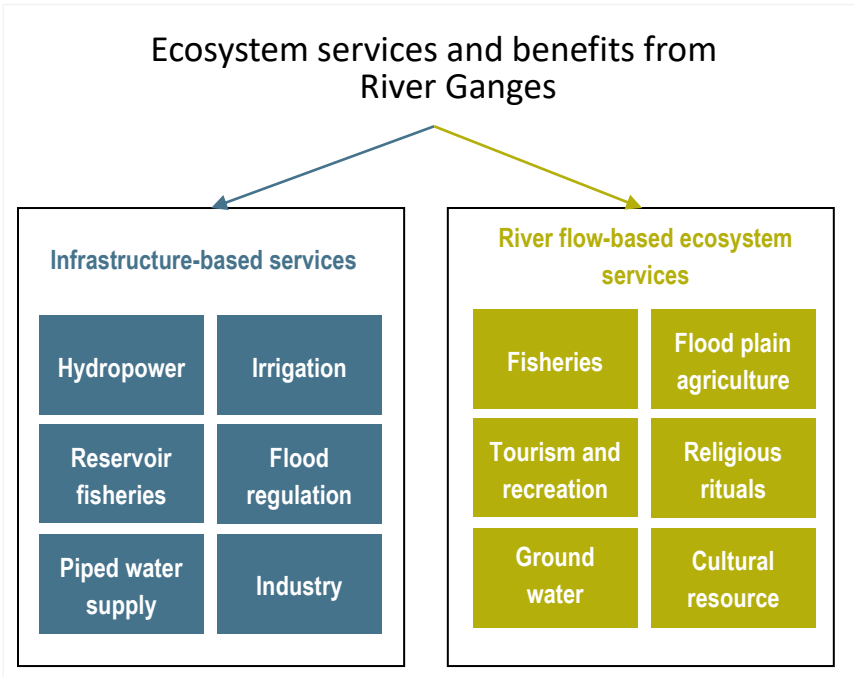 Ecosystem services and benefits from
River Ganges
Infrastructure-based services
Hydropower
Irrigation
Reservoir
fisheries
Flood
regulation
Piped water
supply
Industry
River flow-based ecosystem
services
Fisheries
Flood plain
agriculture
Tourism and
recreation
Religious
rituals
Ground
water
Cultural
resource